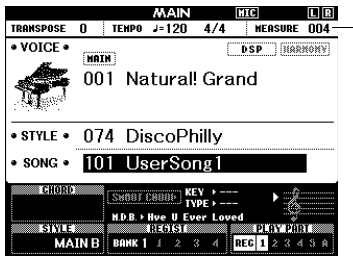 MAIN MIC L R
TRANSPOSE 0 TEMPO ♩=120 4/4 MEASURE 004
• VOICE • DSP HARMONY
MAIN
001 Natural! Grand
• STYLE • 074 DiscoPhilly
• SONG • 101 UserSong1
CHORD SMART CHORD KEY ▸ ---
TYPE ▸ ---
M.D.B. ▸ Hve U Ever Loved
STYLE REGIST PLAY PART
MAIN B BANK 1 1 2 3 4 REC 1 2 3 4 5 A